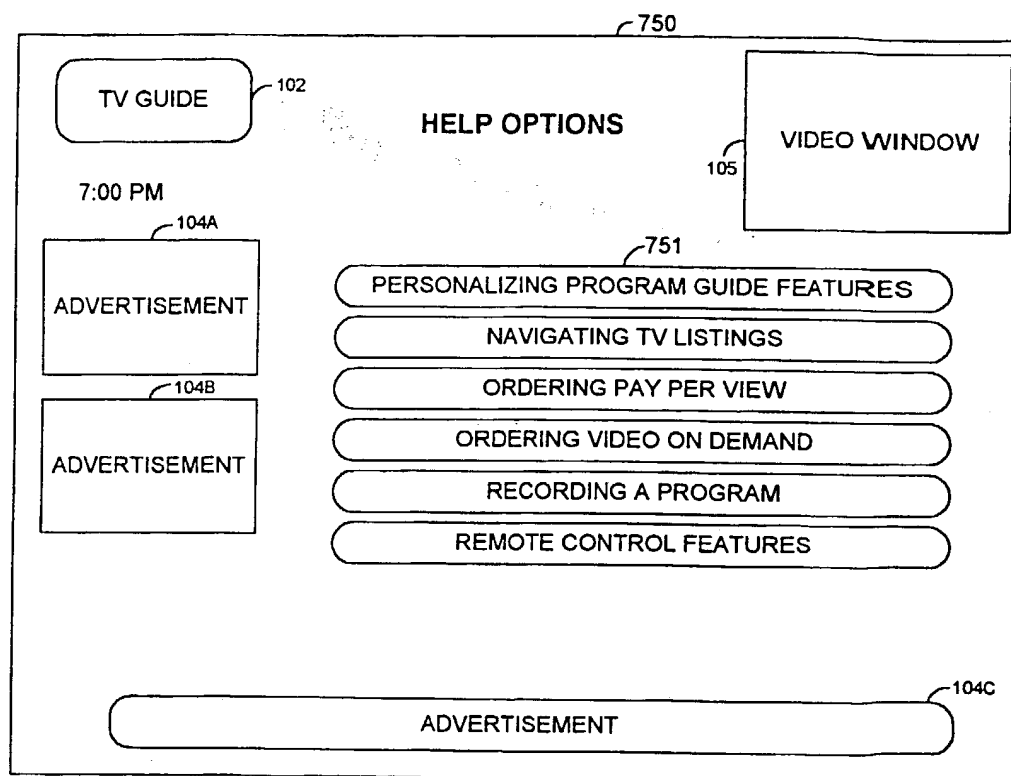 750
TV GUIDE
102
HELP OPTIONS
VIDEO WINDOW
105
7:00 PM
104A
ADVERTISEMENT
104B
ADVERTISEMENT
751
PERSONALIZING PROGRAM GUIDE FEATURES
NAVIGATING TV LISTINGS
ORDERING PAY PER VIEW
ORDERING VIDEO ON DEMAND
RECORDING A PROGRAM
REMOTE CONTROL FEATURES
104C
ADVERTISEMENT